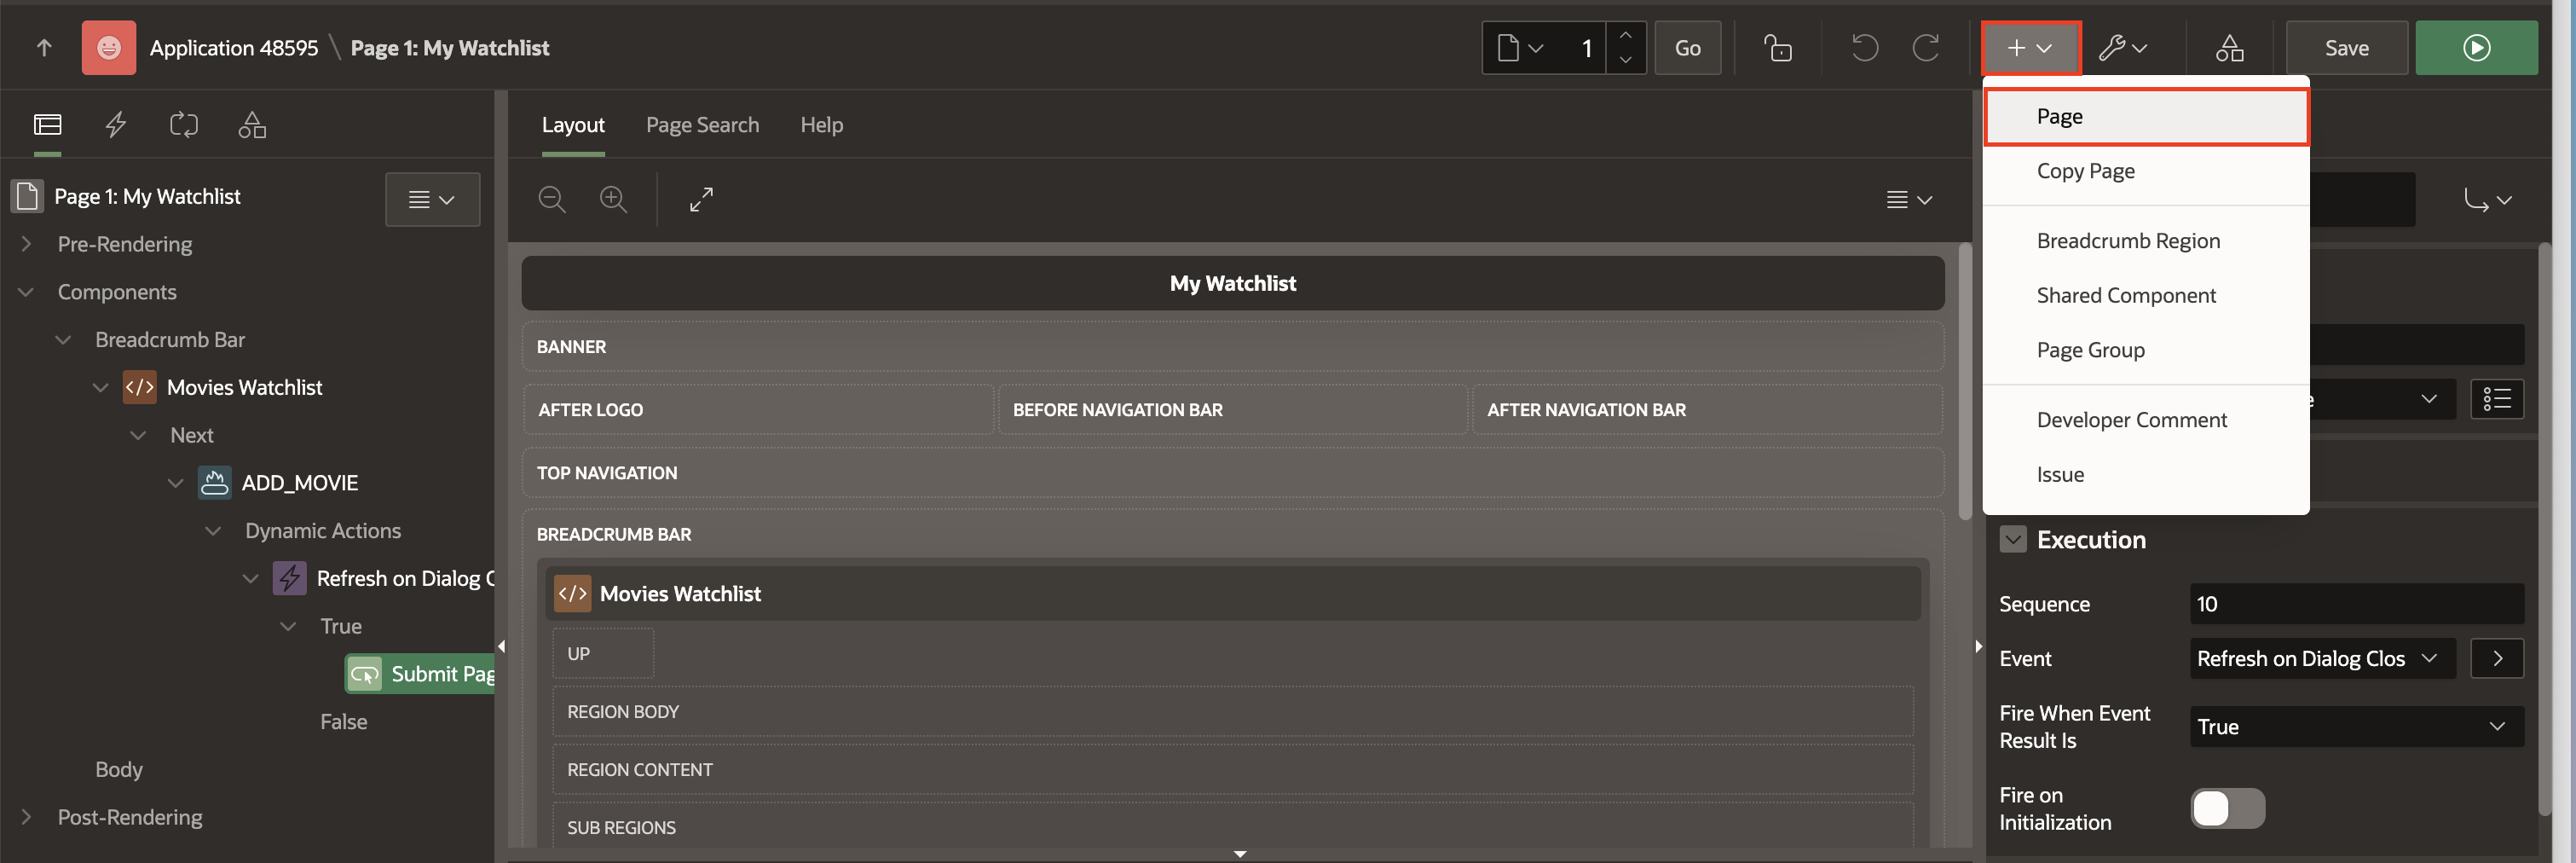 Application 48595 \ Page 1: My Watchlist
1
Go
Save
Layout
Page Search
Help
Page 1: My Watchlist
Pre-Rendering
Components
Breadcrumb Bar
Movies Watchlist
Next
ADD_MOVIE
Dynamic Actions
Refresh on Dialog C
True
Submit Pag
False
Body
Post-Rendering
My Watchlist
BANNER
AFTER LOGO
BEFORE NAVIGATION BAR
AFTER NAVIGATION BAR
TOP NAVIGATION
BREADCRUMB BAR
Movies Watchlist
UP
REGION BODY
REGION CONTENT
SUB REGIONS
Page
Copy Page
Breadcrumb Region
Shared Component
Page Group
Developer Comment
Issue
Execution
Sequence
10
Event
Refresh on Dialog Clos
Fire When Event
Result Is
True
Fire on
Initialization